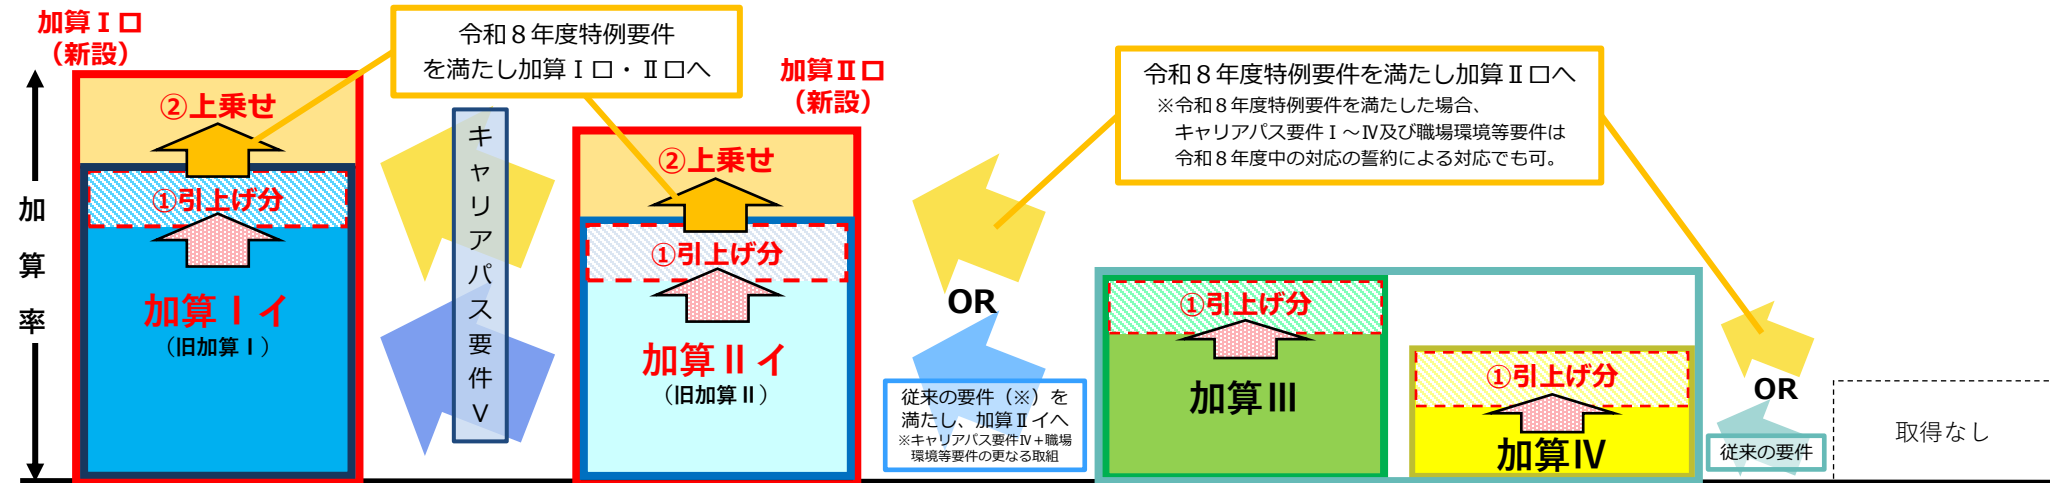 加算Ⅰロ
（新設）
加算率
②上乗せ
①引上げ分
加算Ⅰイ
（旧加算Ⅰ）
令和８年度特例要件
を満たし加算Ⅰロ・Ⅱロへ
キャリアパス要件Ⅴ
加算Ⅱロ
（新設）
②上乗せ
①引上げ分
加算Ⅱイ
（旧加算Ⅱ）
OR
従来の要件（※）を
満たし、加算Ⅱイへ
※キャリアパス要件Ⅳ＋職場
環境等要件の更なる取組
令和８年度特例要件を満たし加算Ⅱロへ
※令和８年度特例要件を満たした場合、
キャリアパス要件Ⅰ～Ⅳ及び職場環境等要件は
令和８年度中の対応の誓約による対応でも可。
①引上げ分
加算Ⅲ
①引上げ分
加算Ⅳ
OR
従来の要件
取得なし